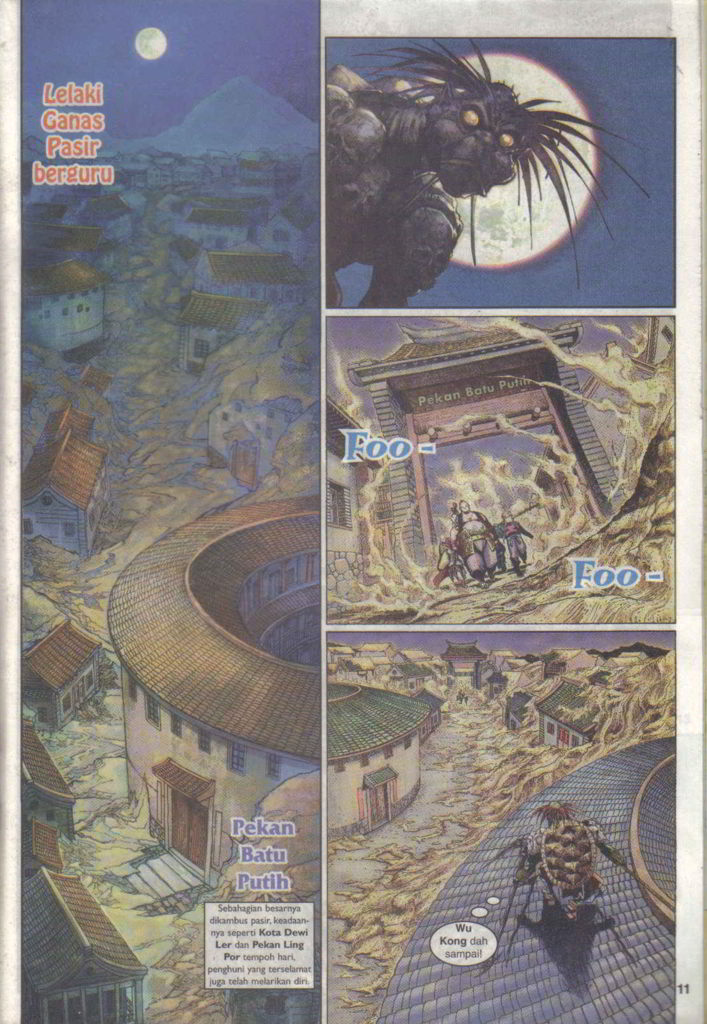 Lelaki
Ganas
Pasir
berguru
Pekan
Batu
Putih
Sebahagian besarnya
dikambus pasir, keadaan-
nya seperti Kota Dewi
Ler dan Pekan Ling
Por tempoh hari,
penghuni yang terselamat
juga telah melarikan diri.
Pekan Batu Putih
Foo -
Foo -
Wu
Kong dah
sampai!
11